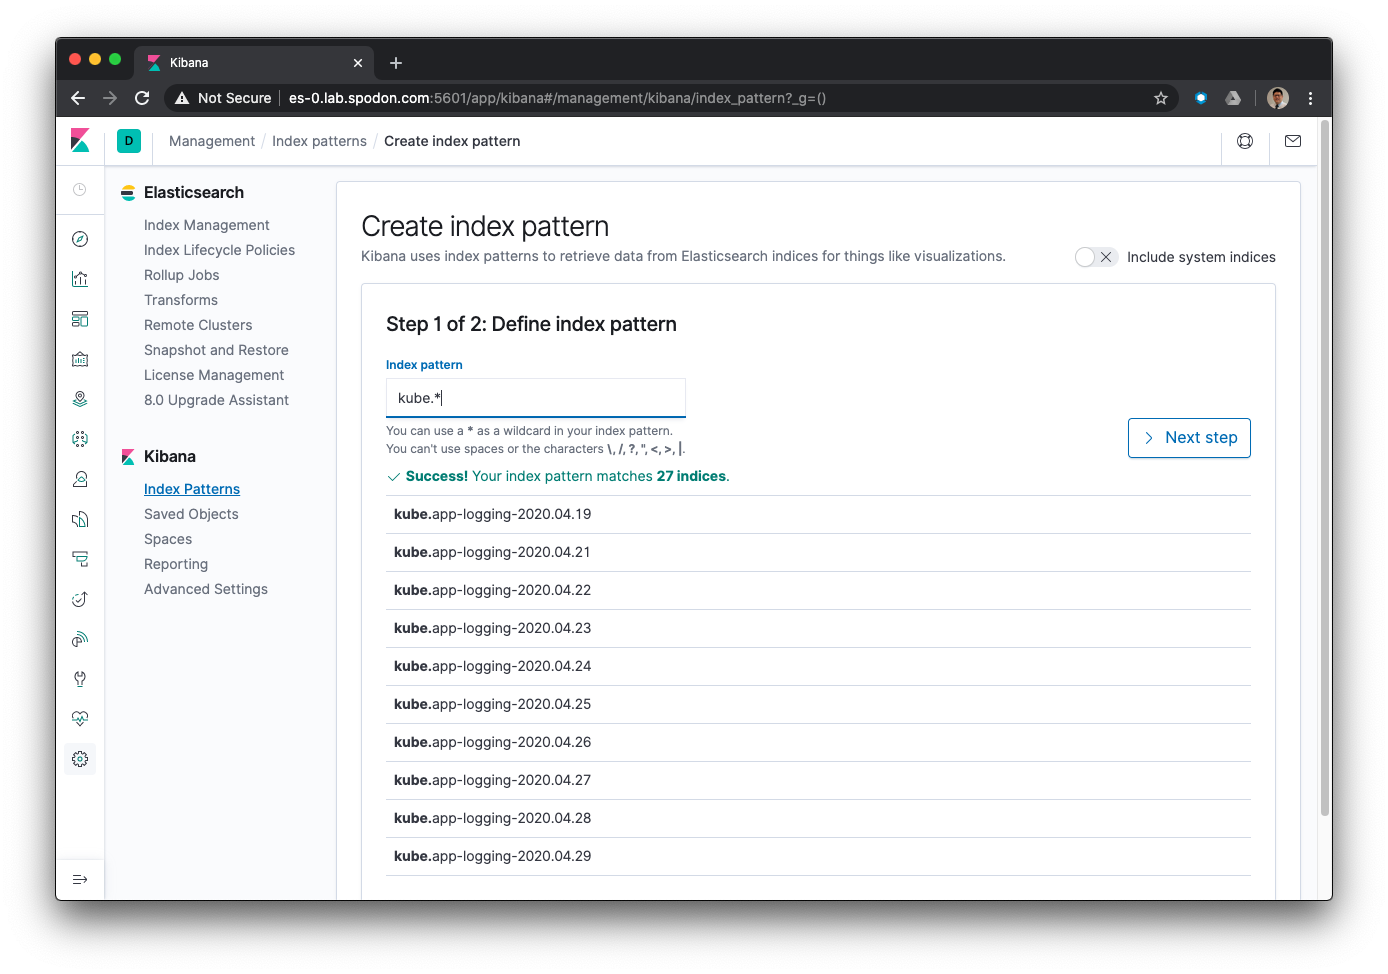 Kibana
Not Secure es-0.lab.spodon.com:5601/app/kibana#/management/kibana/index_pattern?_g=()
D Management / Index patterns / Create index pattern
Elasticsearch
Index Management
Index Lifecycle Policies
Rollup Jobs
Transforms
Remote Clusters
Snapshot and Restore
License Management
8.0 Upgrade Assistant
Kibana
Index Patterns
Saved Objects
Spaces
Reporting
Advanced Settings
Create index pattern
Kibana uses index patterns to retrieve data from Elasticsearch indices for things like visualizations.
Include system indices
Step 1 of 2: Define index pattern
Index pattern
kube.*
You can use a * as a wildcard in your index pattern.
You can't use spaces or the characters \, /, ?, ", <, >, |.
Next step
Success! Your index pattern matches 27 indices.
kube.app-logging-2020.04.19
kube.app-logging-2020.04.21
kube.app-logging-2020.04.22
kube.app-logging-2020.04.23
kube.app-logging-2020.04.24
kube.app-logging-2020.04.25
kube.app-logging-2020.04.26
kube.app-logging-2020.04.27
kube.app-logging-2020.04.28
kube.app-logging-2020.04.29